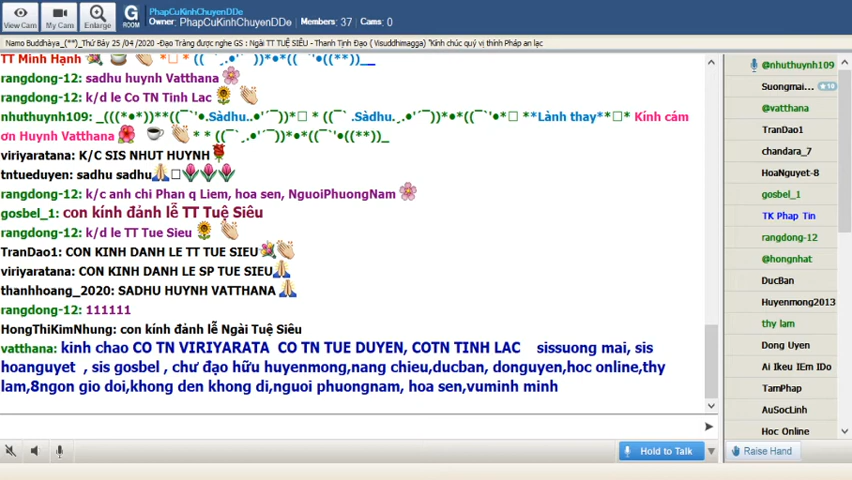 View Cam
My Cam
Enlarge
G
ROOM
PhapCuKinhChuyenDDe
Owner: PhapCuKinhChuyenDDe Members: 37 Cams: 0
Namo Buddhàya_(**)_Thứ Bảy 25 /04 /2020 -Đạo Tràng được nghe GS : Ngài TT TUỆ SIÊU - Thanh Tịnh Đạo ( Visuddhimagga) "Kính chúc quý vị thính Pháp an lạc
TT Minh Hạnh
rangdong-12: sadhu huynh Vatthana
rangdong-12: k/d le Co TN Tinh Lac
nhuthuynh109: _(((*•*))**((¯`'•.Sàdhu..•'´¯))*□ * ((¯` .Sàdhu.¸.•'´¯))*•*((¯`'•*□ **Lành thay**□* Kính cám
ơn Huynh Vatthana
viriyaratana: K/C SIS NHUT HUYNH
tntueduyen: sadhu sadhu
rangdong-12: k/c anh chi Phan q Liem, hoa sen, NguoiPhuongNam
gosbel_1: con kính đảnh lễ TT Tuệ Siêu
rangdong-12: k/d le TT Tue Sieu
TranDao1: CON KINH DANH LE TT TUE SIEU
viriyaratana: CON KINH DANH LE SP TUE SIEU
thanhhoang_2020: SADHU HUYNH VATTHANA
rangdong-12: 111111
HongThiKimNhung: con kính đảnh lễ Ngài Tuệ Siêu
vatthana: kinh chao CO TN VIRIYARATA CO TN TUE DUYEN, COTN TINH LAC sissuong mai, sis
hoanguyet , sis gosbel , chư đạo hữu huyenmong,nang chieu,ducban, donguyen,hoc online,thy
lam,8ngon gio doi,khong den khong di,nguoi phuongnam, hoa sen,vuminh minh
Hold to Talk
@nhuthuynh109
Suongmai... 10
@vatthana
TranDao1
chandara_7
HoaNguyet-8
gosbel_1
TK Phap Tin
rangdong-12
@hongnhat
DucBan
Huyenmong2013
thy lam
Dong Uyen
Ai Ikeu IEm IDo
TamPhap
AuSocLinh
Hoc Online
Raise Hand